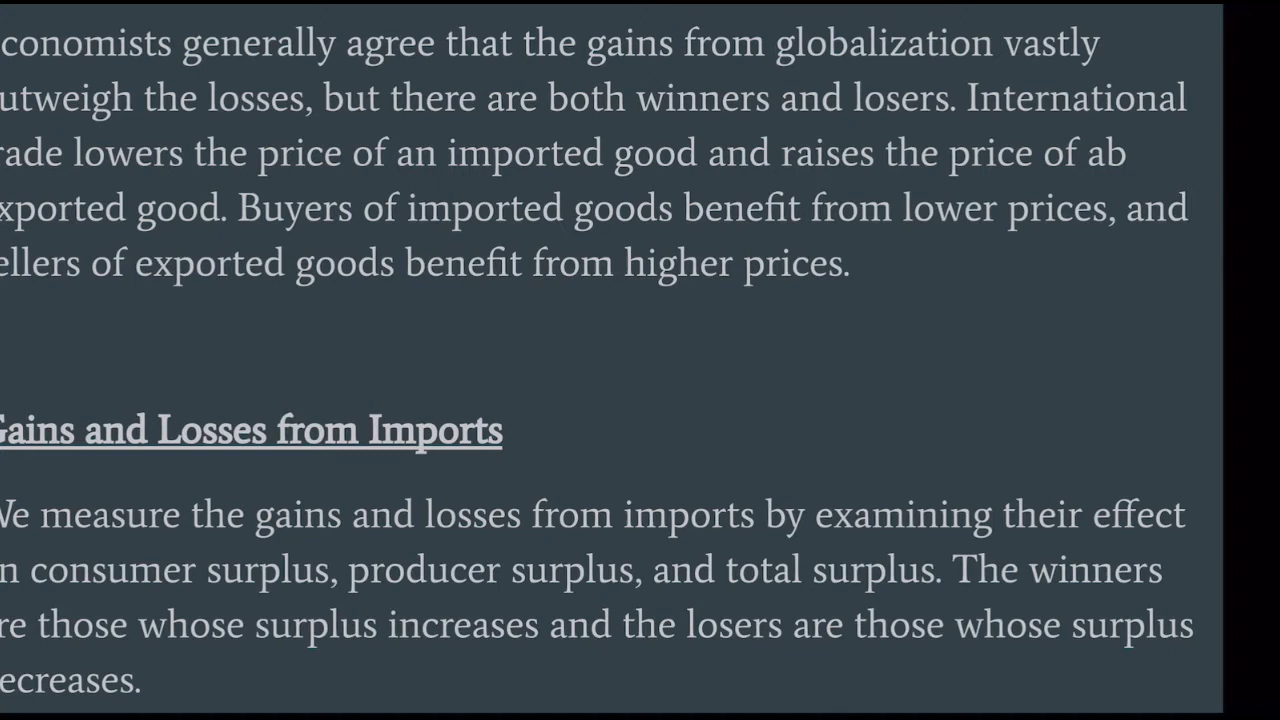 conomists generally agree that the gains from globalization vastly
utweigh the losses, but there are both winners and losers. International
rade lowers the price of an imported good and raises the price of ab
xported good. Buyers of imported goods benefit from lower prices, and
ellers of exported goods benefit from higher prices.
Gains and Losses from Imports
We measure the gains and losses from imports by examining their effect
n consumer surplus, producer surplus, and total surplus. The winners
re those whose surplus increases and the losers are those whose surplus
ecreases.